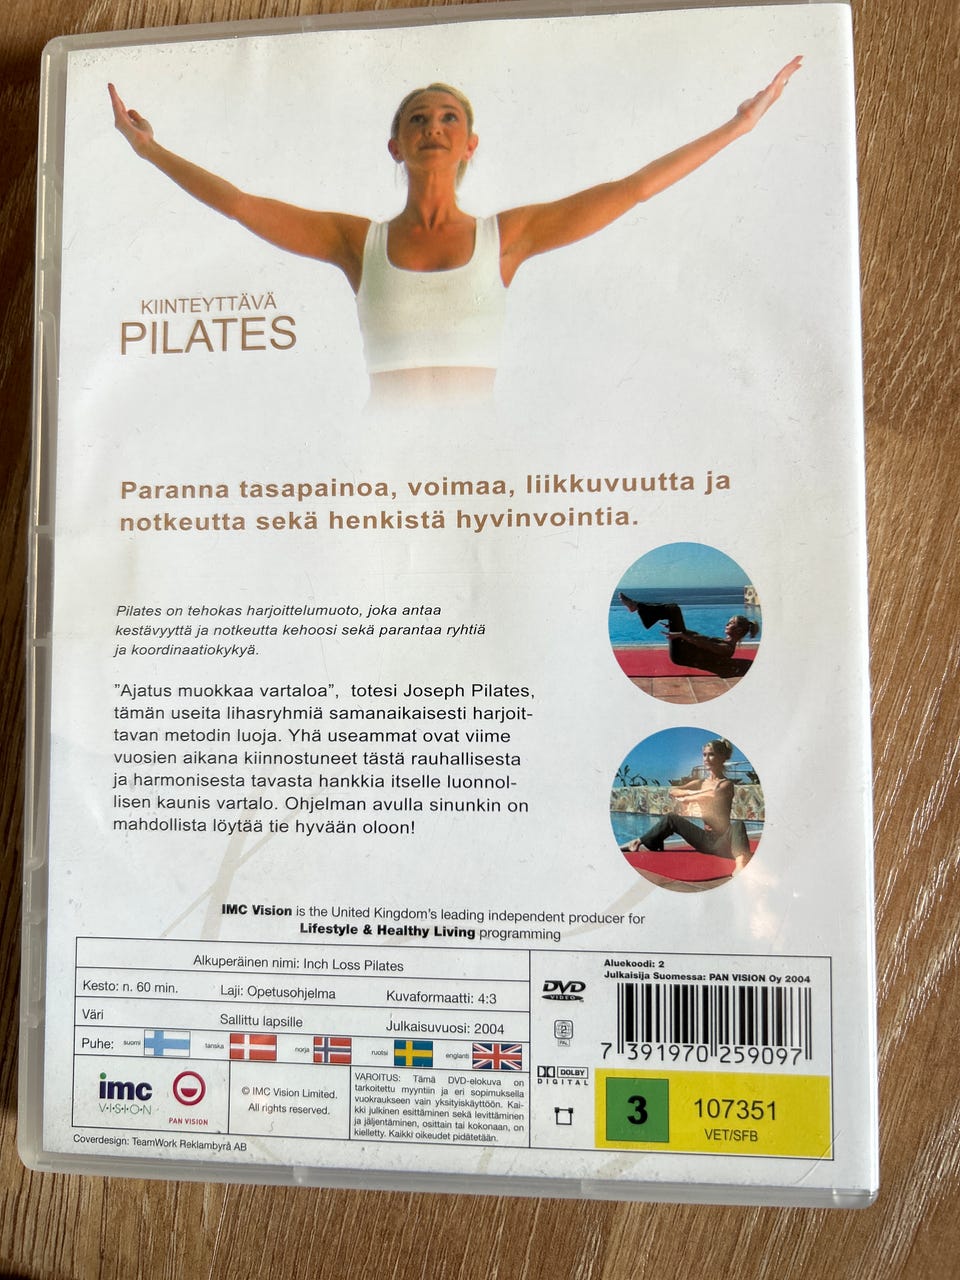 KIINTEYTTÄVÄ
PILATES
Paranna tasapainoa, voimaa, liikkuvuutta ja
notkeutta sekä henkistä hyvinvointia.
Pilates on tehokas harjoittelumuoto, joka antaa
kestävyyttä ja notkeutta kehoosi sekä parantaa ryhtiä
ja koordinaatiokykyä.
”Ajatus muokkaa vartaloa”, totesi Joseph Pilates,
tämän useita lihasryhmiä samanaikaisesti harjoit-
tavan metodin luoja. Yhä useammat ovat viime
vuosien aikana kiinnostuneet tästä rauhallisesta
ja harmonisesta tavasta hankkia itselle luonnol-
lisen kaunis vartalo. Ohjelman avulla sinunkin on
mahdollista löytää tie hyvään oloon!
IMC Vision is the United Kingdom's leading independent producer for
Lifestyle & Healthy Living programming
Alkuperäinen nimi: Inch Loss Pilates
Kesto: n. 60 min.
Laji: Opetusohjelma
Kuvaformaatti: 4:3
Väri
Sallittu lapsille
Julkaisuvuosi: 2004
Puhe:
suomi
tanska
norja
ruotsi
englanti
imc
V·I·S·I·O·N
PAN VISION
© IMC Vision Limited.
All rights reserved.
VAROITUS: Tämä DVD-elokuva on
tarkoitettu myyntiin ja eri sopimuksella
vuokraukseen vain yksityiskäyttöön. Kai-
kki julkinen esittäminen sekä levittäminen
ja jäljentäminen, osittain tai kokonaan, on
kielletty. Kaikki oikeudet pidätetään.
DVD
VIDEO
2
PAL
DOLBY
DIGITAL
Aluekoodi: 2
Julkaisija Suomessa: PAN VISION Oy 2004
7 391970 259097
3
107351
VET/SFB
Coverdesign: TeamWork Reklambyrå AB